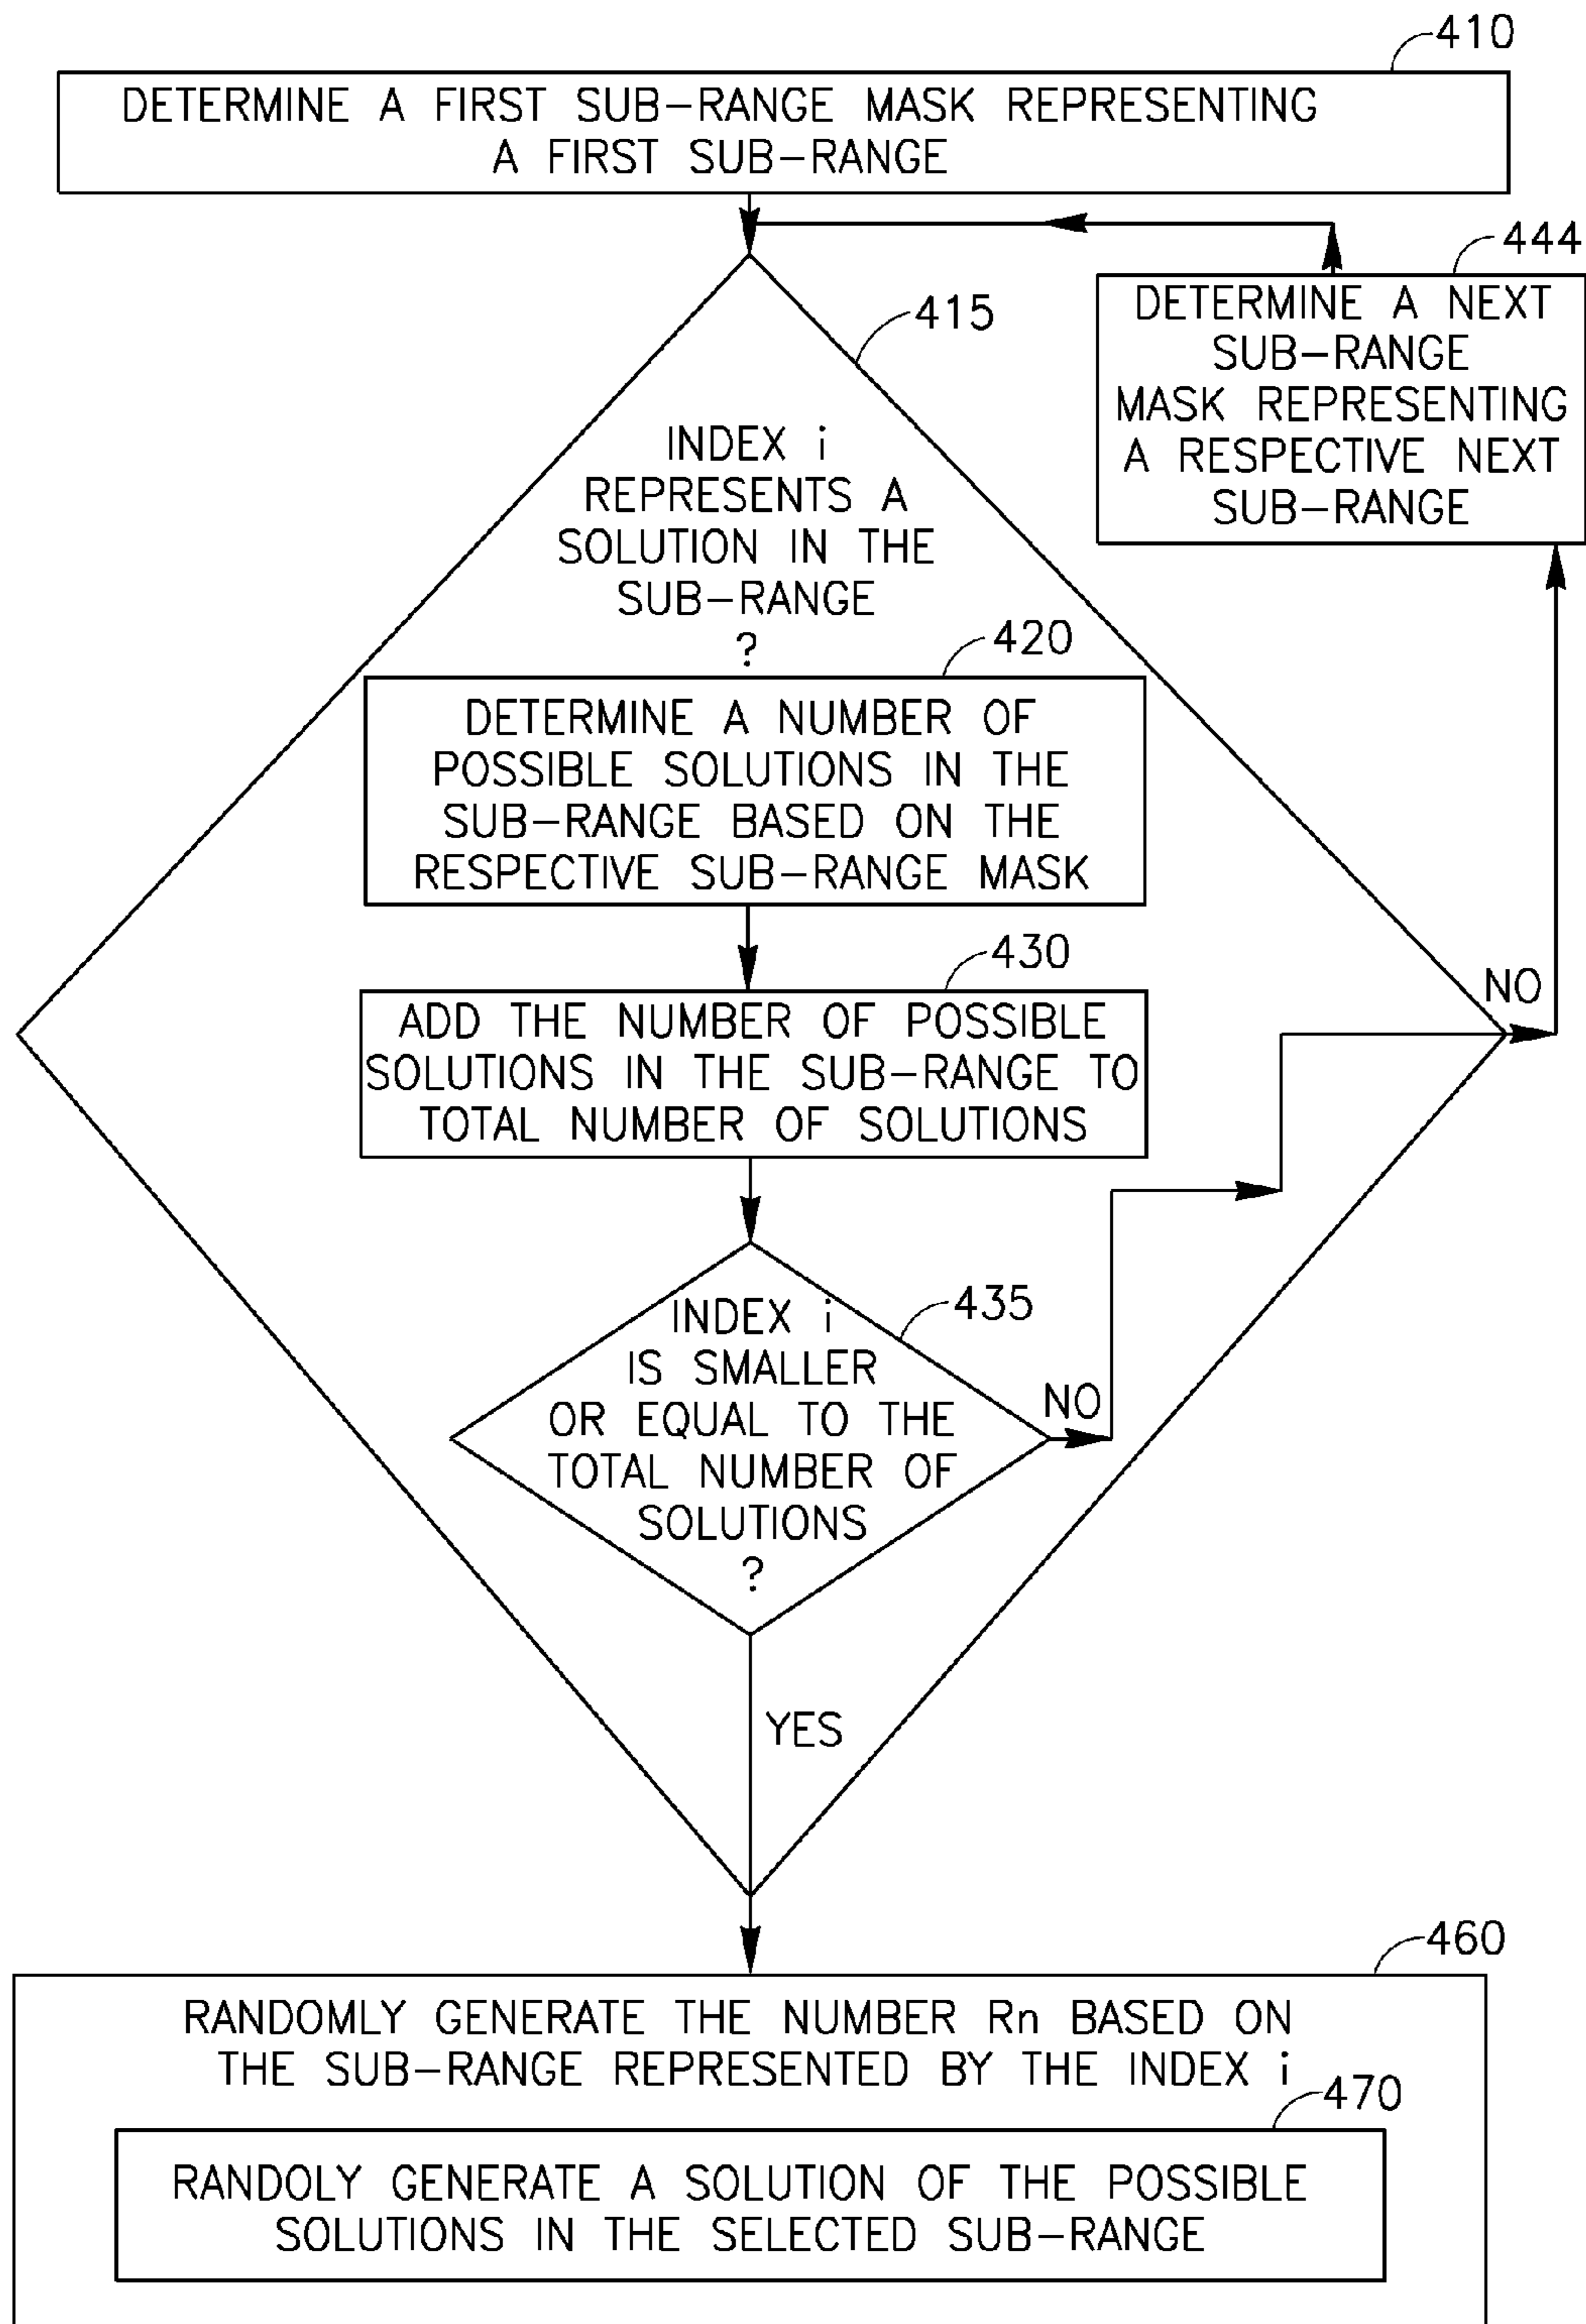 410
DETERMINE A FIRST SUB-RANGE MASK REPRESENTING
A FIRST SUB-RANGE
444
DETERMINE A NEXT
SUB-RANGE
MASK REPRESENTING
A RESPECTIVE NEXT
SUB-RANGE
415
INDEX i
REPRESENTS A
SOLUTION IN THE
SUB-RANGE
?
420
DETERMINE A NUMBER OF
POSSIBLE SOLUTIONS IN THE
SUB-RANGE BASED ON THE
RESPECTIVE SUB-RANGE MASK
430
NO
ADD THE NUMBER OF POSSIBLE
SOLUTIONS IN THE SUB-RANGE TO
TOTAL NUMBER OF SOLUTIONS
435
INDEX i
IS SMALLER
OR EQUAL TO THE
TOTAL NUMBER OF
SOLUTIONS
?
NO
YES
460
RANDOMLY GENERATE THE NUMBER Rn BASED ON
THE SUB-RANGE REPRESENTED BY THE INDEX i
470
RANDOLY GENERATE A SOLUTION OF THE POSSIBLE
SOLUTIONS IN THE SELECTED SUB-RANGE